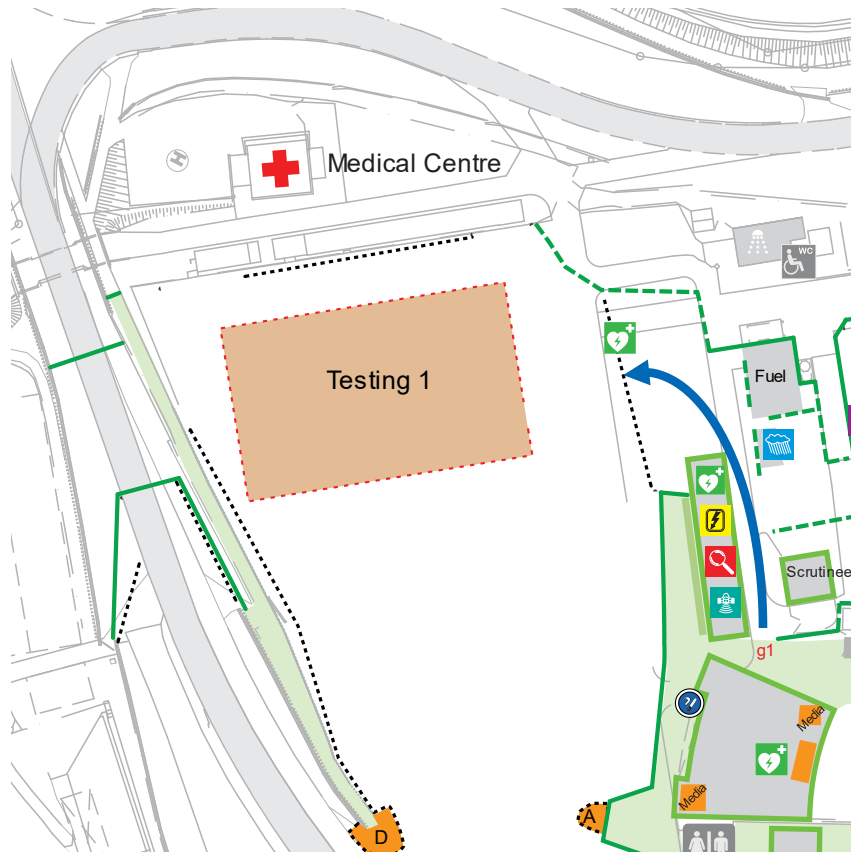 H
Medical Centre
WC
Testing 1
Fuel
Scrutinee
g1
Media
Media
A
D